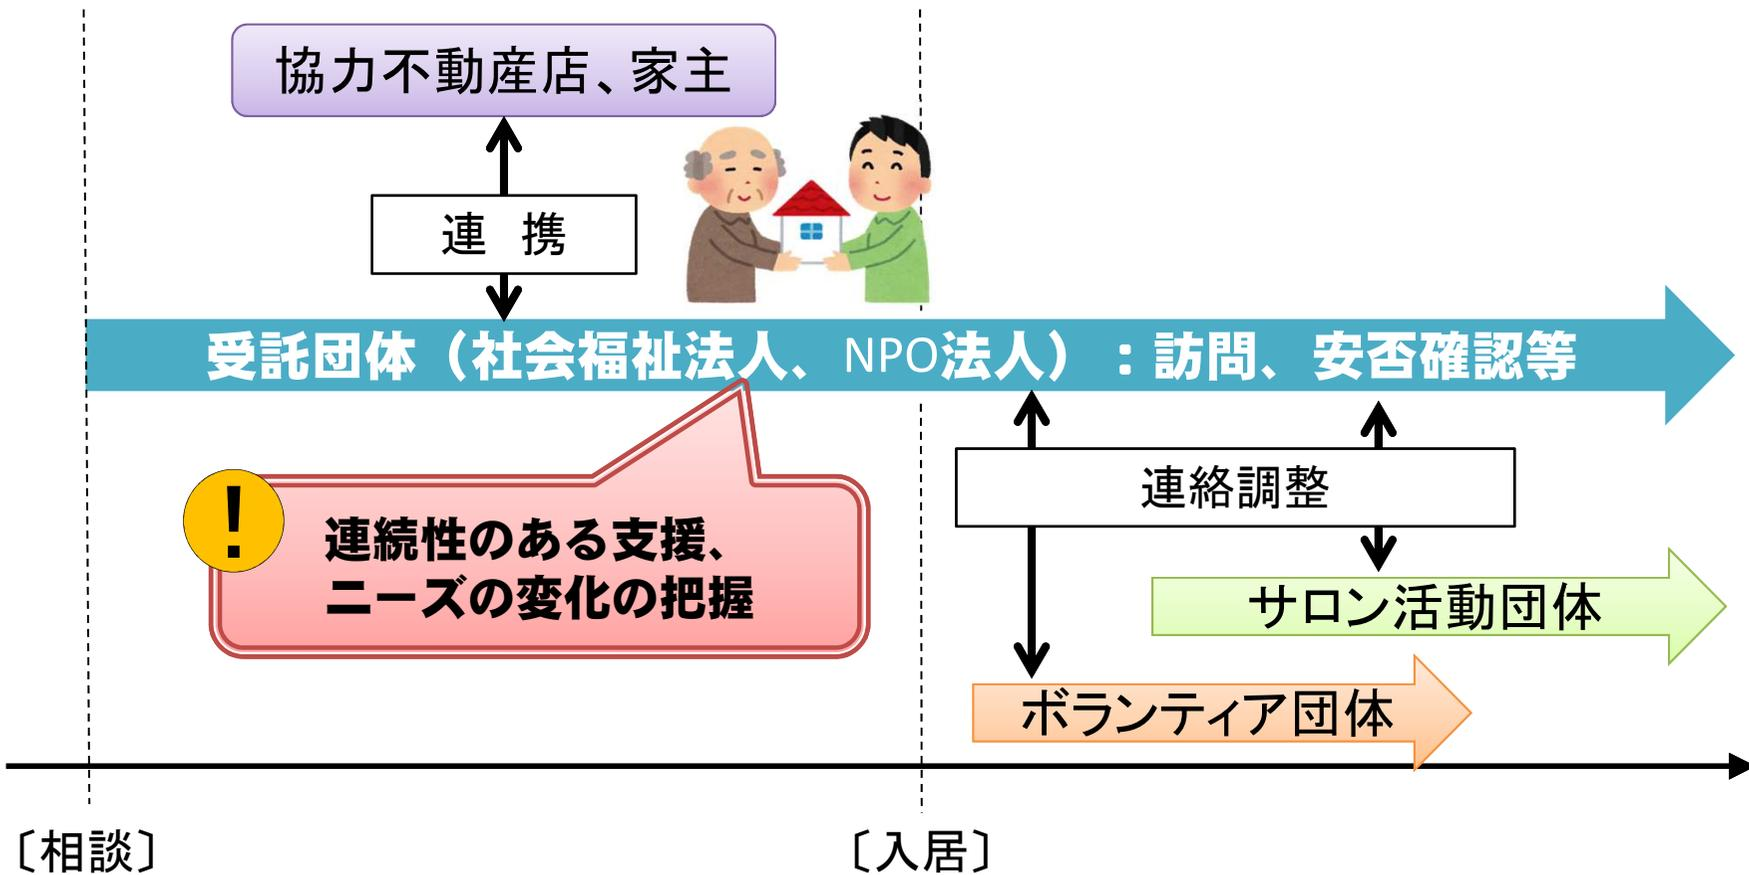 協力不動産店、家主
連　携
受託団体（社会福祉法人、NPO法人）：訪問、安否確認等
連絡調整
!
連続性のある支援、
ニーズの変化の把握
サロン活動団体
ボランティア団体
〔相談〕
〔入居〕